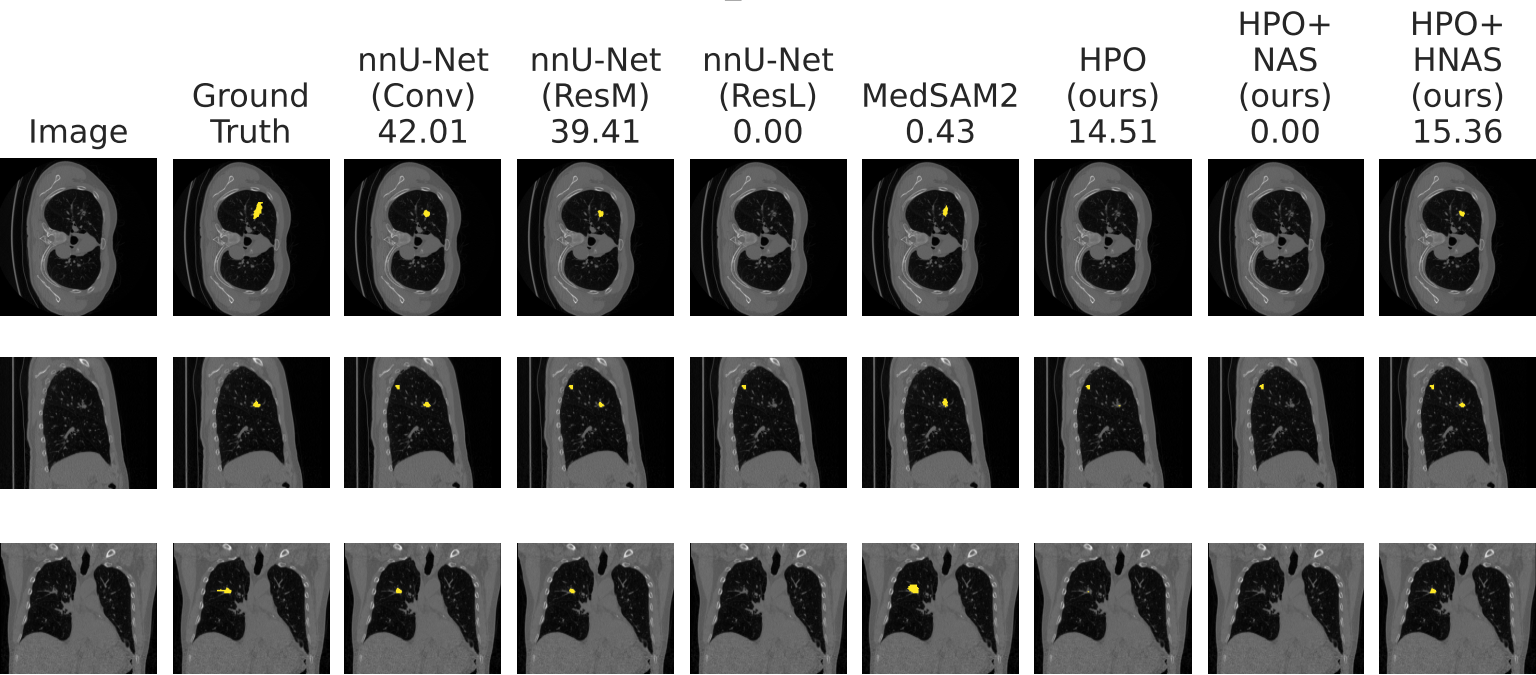 Image
Ground
Truth
nnU-Net
(Conv)
42.01
nnU-Net
(ResM)
39.41
nnU-Net
(ResL)
0.00
MedSAM2
0.43
HPO
(ours)
14.51
HPO+
NAS
(ours)
0.00
HPO+
HNAS
(ours)
15.36